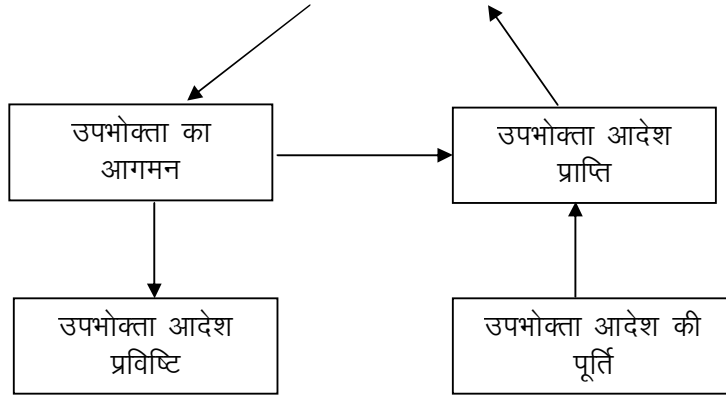 उपभोक्ता का
आगमन
उपभोक्ता आदेश
प्राप्ति
उपभोक्ता आदेश
प्रविष्टि
उपभोक्ता आदेश की
पूर्ति